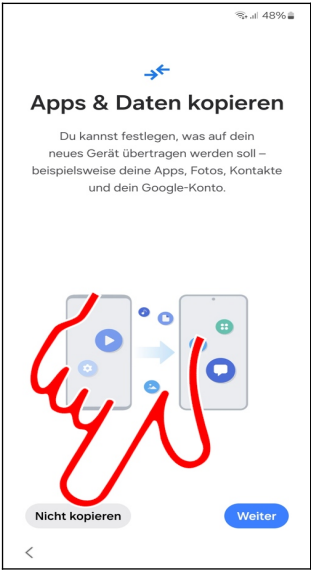 48%
Apps & Daten kopieren
Du kannst festlegen, was auf dein
neues Gerät übertragen werden soll –
beispielsweise deine Apps, Fotos, Kontakte
und dein Google-Konto.
Nicht kopieren
Weiter